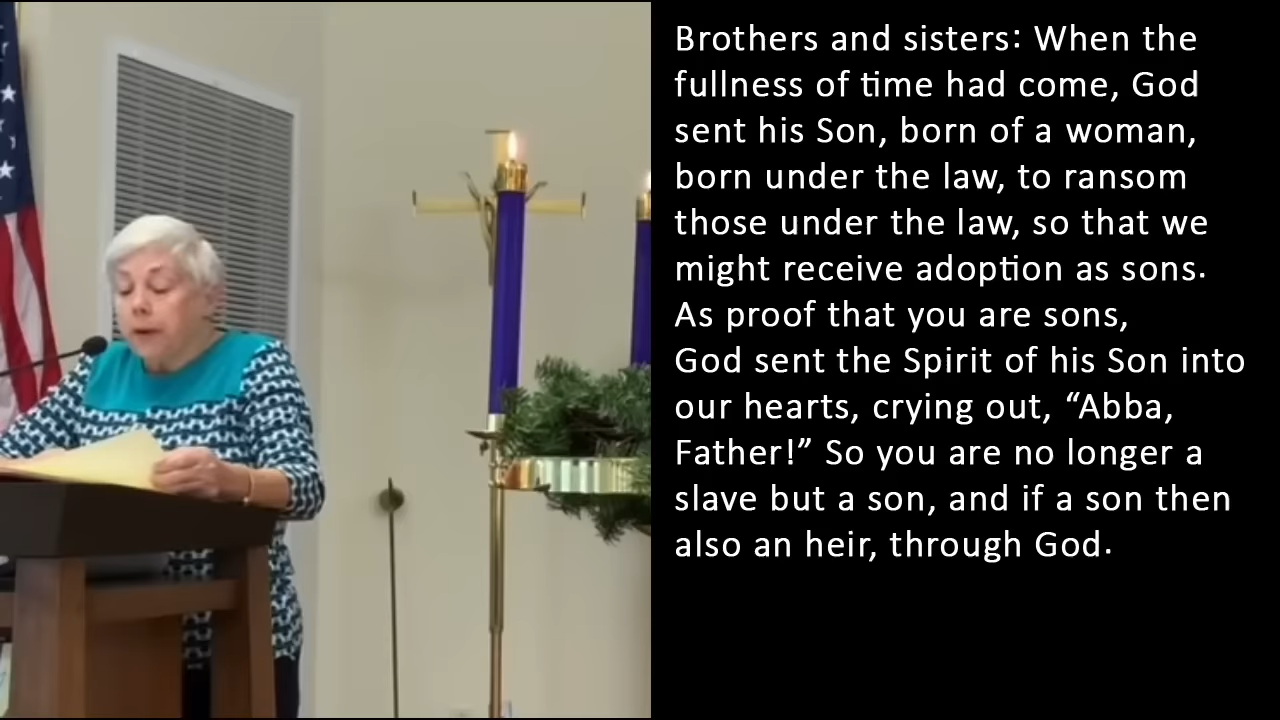 Brothers and sisters: When the
fullness of time had come, God
sent his Son, born of a woman,
born under the law, to ransom
those under the law, so that we
might receive adoption as sons.
As proof that you are sons,
God sent the Spirit of his Son into
our hearts, crying out, “Abba,
Father!” So you are no longer a
slave but a son, and if a son then
also an heir, through God.